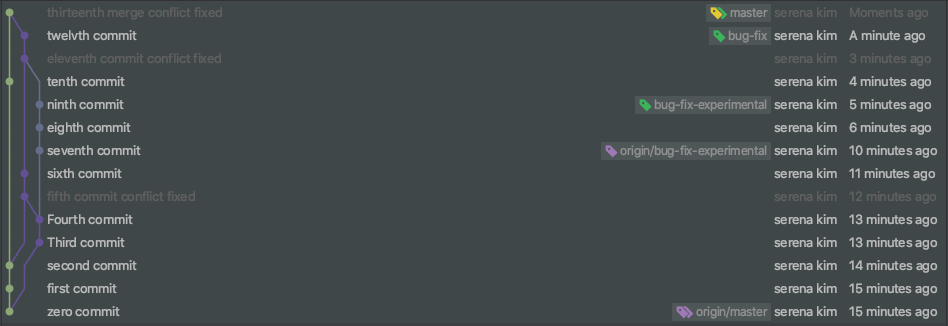 thirteenth merge conflict fixed master serena kim Moments ago
twelvth commit bug-fix serena kim A minute ago
eleventh commit conflict fixed serena kim 3 minutes ago
tenth commit serena kim 4 minutes ago
ninth commit bug-fix-experimental serena kim 5 minutes ago
eighth commit serena kim 6 minutes ago
seventh commit origin/bug-fix-experimental serena kim 10 minutes ago
sixth commit serena kim 11 minutes ago
fifth commit conflict fixed serena kim 12 minutes ago
Fourth commit serena kim 13 minutes ago
Third commit serena kim 13 minutes ago
second commit serena kim 14 minutes ago
first commit serena kim 15 minutes ago
zero commit origin/master serena kim 15 minutes ago